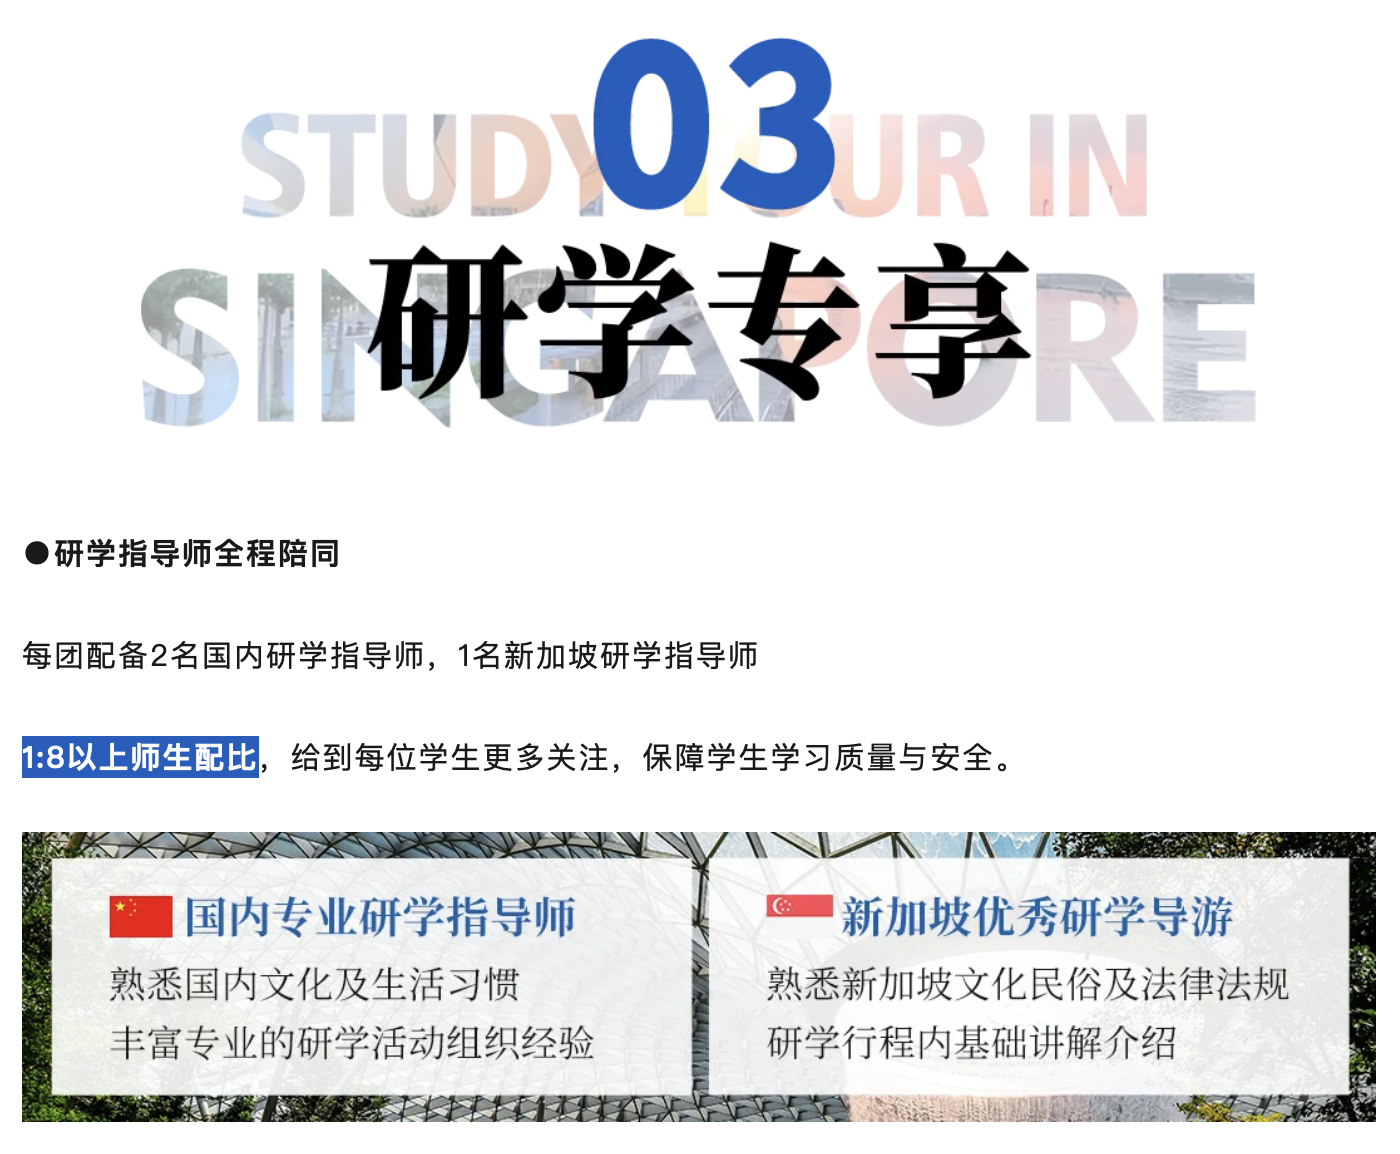 03
STUDY TOUR IN
研学专享
SINGAPORE
●研学指导师全程陪同
每团配备2名国内研学指导师，1名新加坡研学指导师
1:8以上师生配比，给到每位学生更多关注，保障学生学习质量与安全。
国内专业研学指导师
熟悉国内文化及生活习惯
丰富专业的研学活动组织经验
新加坡优秀研学导游
熟悉新加坡文化民俗及法律法规
研学行程内基础讲解介绍